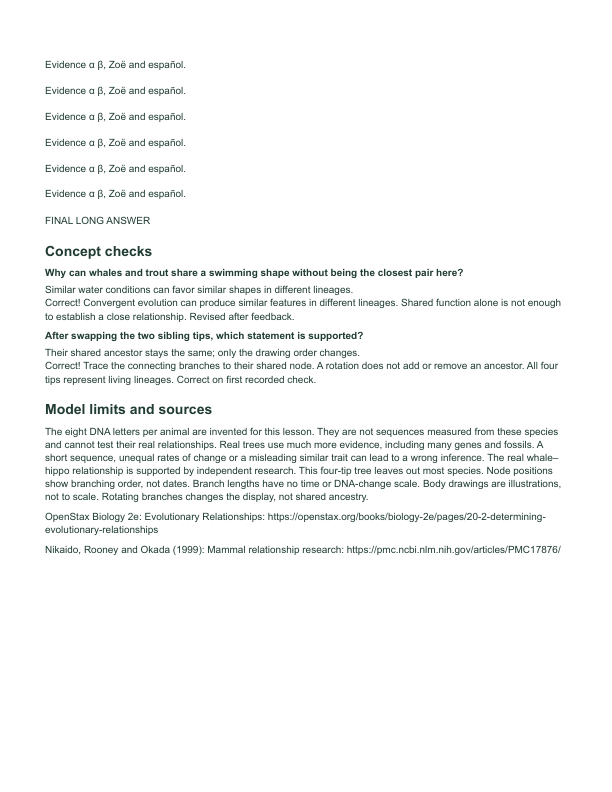 Evidence α β, Zoë and español.
Evidence α β, Zoë and español.
Evidence α β, Zoë and español.
Evidence α β, Zoë and español.
Evidence α β, Zoë and español.
Evidence α β, Zoë and español.
FINAL LONG ANSWER
Concept checks
Why can whales and trout share a swimming shape without being the closest pair here?
Similar water conditions can favor similar shapes in different lineages.
Correct! Convergent evolution can produce similar features in different lineages. Shared function alone is not enough
to establish a close relationship. Revised after feedback.
After swapping the two sibling tips, which statement is supported?
Their shared ancestor stays the same; only the drawing order changes.
Correct! Trace the connecting branches to their shared node. A rotation does not add or remove an ancestor. All four
tips represent living lineages. Correct on first recorded check.
Model limits and sources
The eight DNA letters per animal are invented for this lesson. They are not sequences measured from these species
and cannot test their real relationships. Real trees use much more evidence, including many genes and fossils. A
short sequence, unequal rates of change or a misleading similar trait can lead to a wrong inference. The real whale–
hippo relationship is supported by independent research. This four-tip tree leaves out most species. Node positions
show branching order, not dates. Branch lengths have no time or DNA-change scale. Body drawings are illustrations,
not to scale. Rotating branches changes the display, not shared ancestry.
OpenStax Biology 2e: Evolutionary Relationships: https://openstax.org/books/biology-2e/pages/20-2-determining-
evolutionary-relationships
Nikaido, Rooney and Okada (1999): Mammal relationship research: https://pmc.ncbi.nlm.nih.gov/articles/PMC17876/